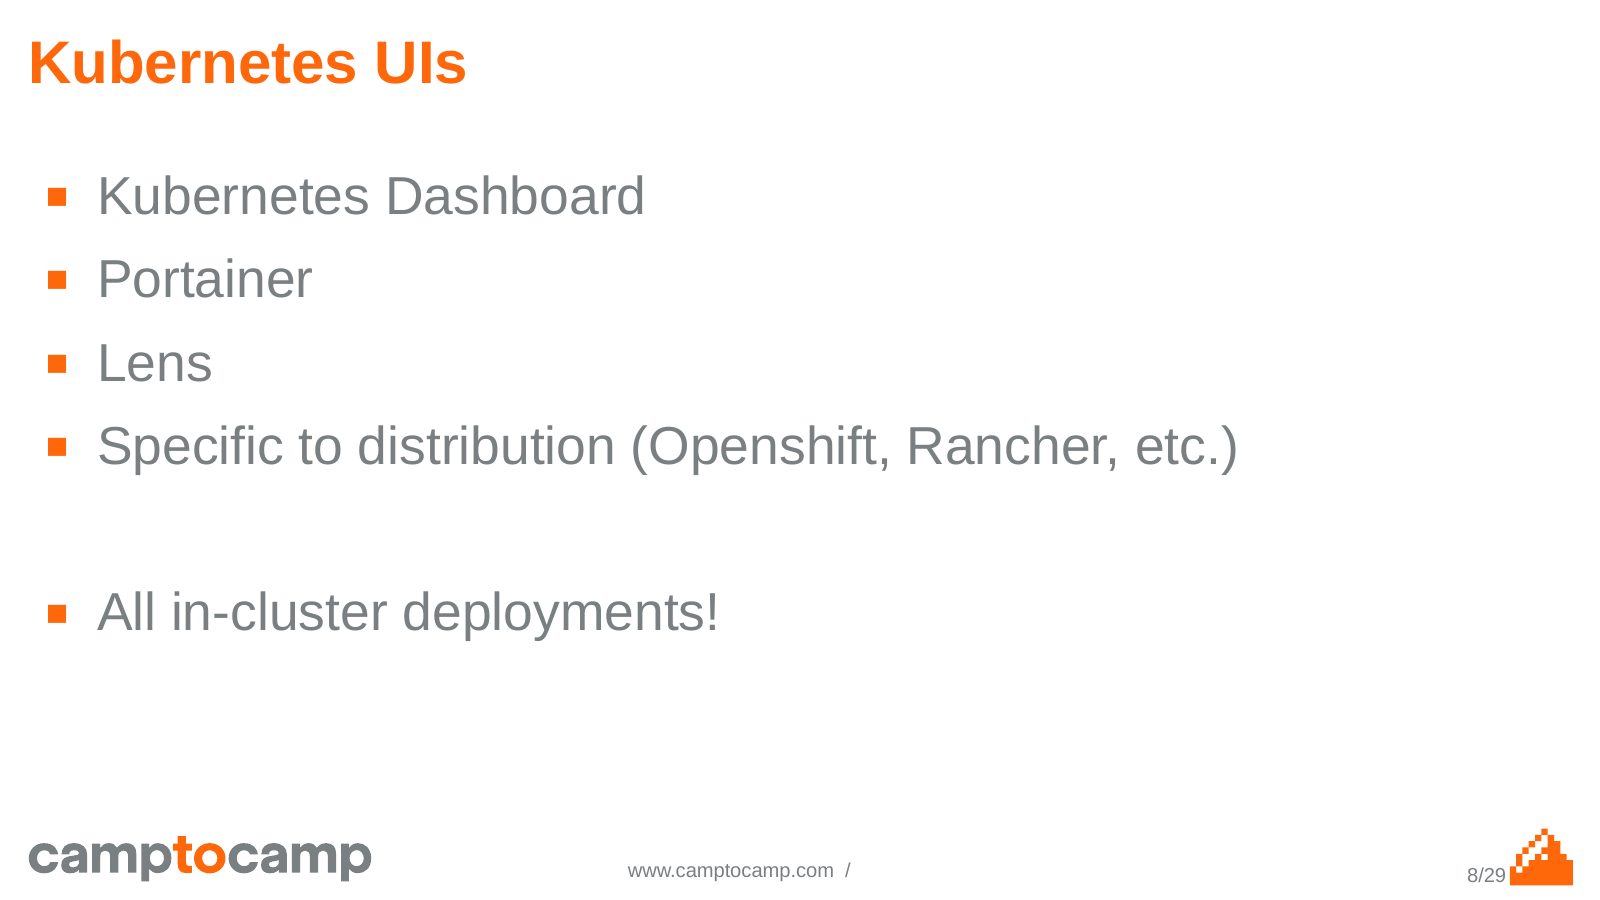 Kubernetes UIs
Kubernetes Dashboard
Portainer
Lens
Specific to distribution (Openshift, Rancher, etc.)
All in-cluster deployments!
camptocamp
www.camptocamp.com /
8/29